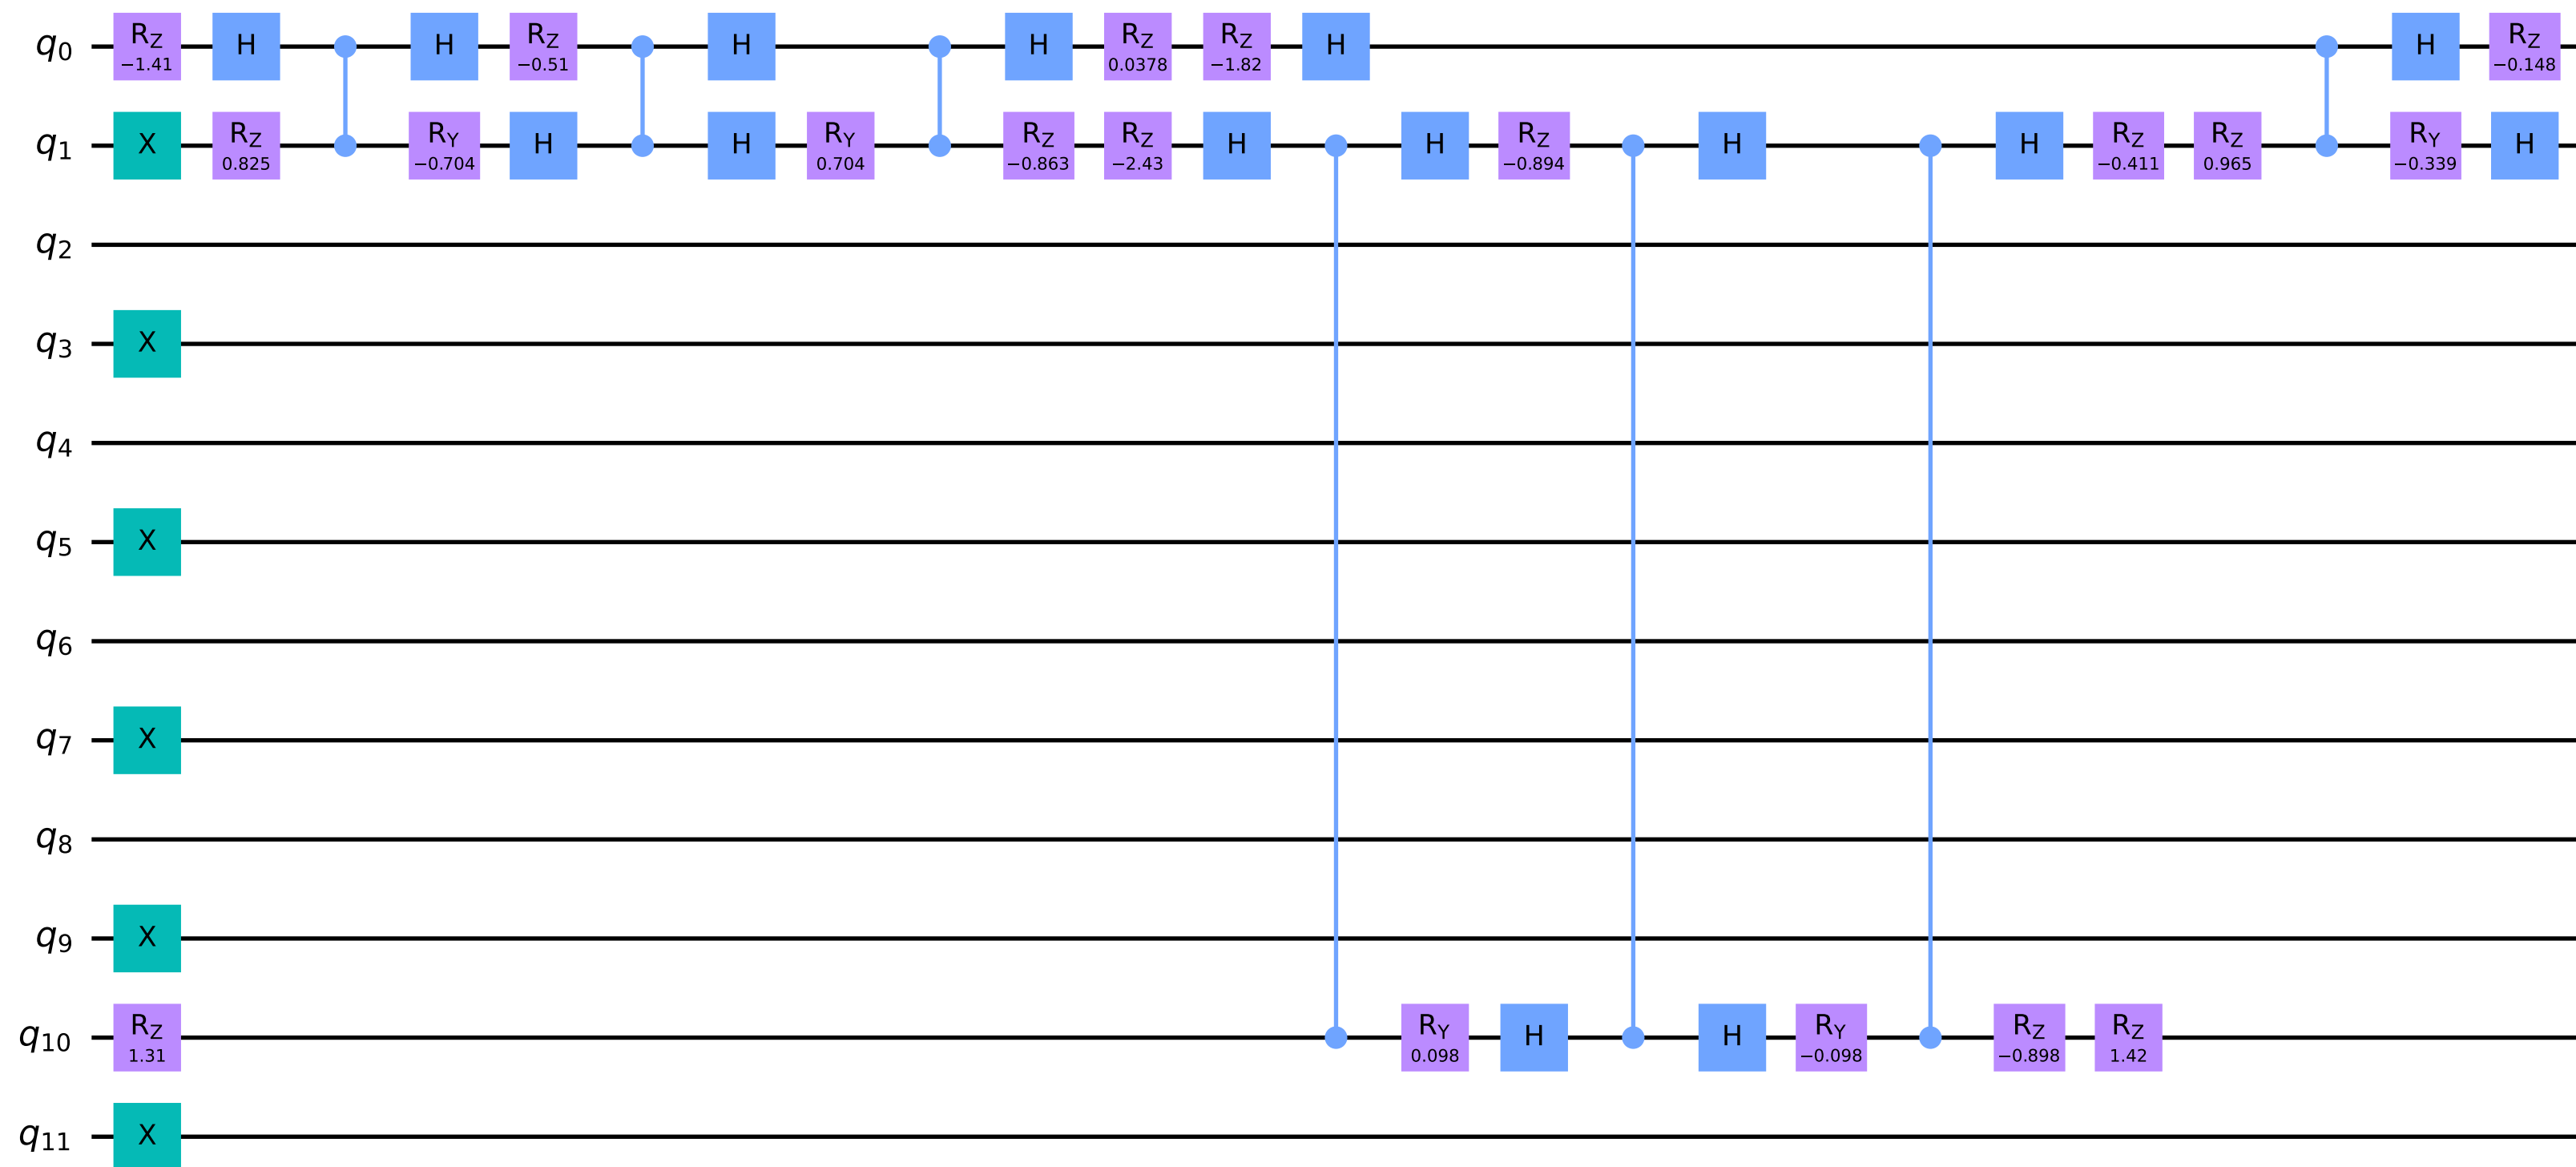 q0 RZ −1.41 H H RZ −0.51 H H RZ 0.0378 RZ −1.82 H H RZ −0.148
q1 X RZ 0.825 RY −0.704 H H RY 0.704 RZ −0.863 RZ −2.43 H H RZ −0.894 H H RZ −0.411 RZ 0.965 RY −0.339 H
q2
q3 X
q4
q5 X
q6
q7 X
q8
q9 X
q10 RZ 1.31 RY 0.098 H H RY −0.098 RZ −0.898 RZ 1.42
q11 X